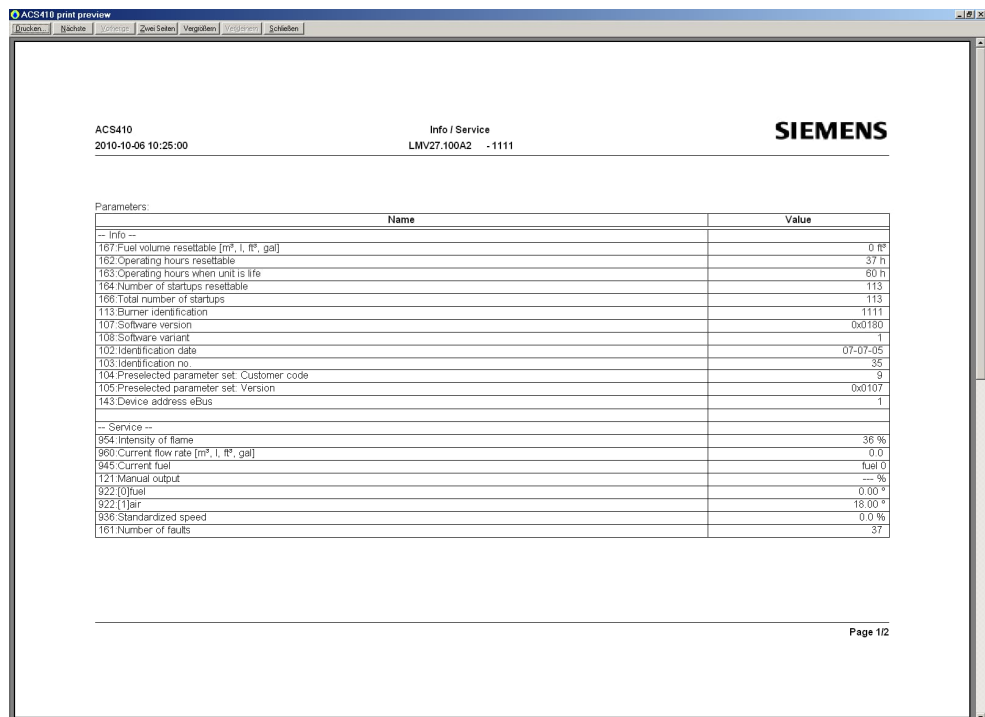 ACS410 print preview
Drucken... Nächste Vorherige Zwei Seiten Vergrößern Verkleinern Schließen
ACS410 Info / Service SIEMENS
2010-10-06 10:25:00 LMV27.100A2 - 1111
Parameters:
Name Value
-- Info --
167:Fuel volume resettable [m³, l, ft³, gal] 0 ft³
162:Operating hours resettable 37 h
163:Operating hours when unit is life 60 h
164:Number of startups resettable 113
166:Total number of startups 113
113:Burner identification 1111
107:Software version 0x0180
108:Software variant 1
102:Identification date 07-07-05
103:Identification no. 35
104:Preselected parameter set: Customer code 9
105:Preselected parameter set: Version 0x0107
143:Device address eBus 1
-- Service --
954:Intensity of flame 36 %
960:Current flow rate [m³, l, ft³, gal] 0.0
945:Current fuel fuel 0
121:Manual output --- %
922:[0]fuel 0.00 °
922:[1]air 18.00 °
936:Standardized speed 0.0 %
161:Number of faults 37
Page 1/2